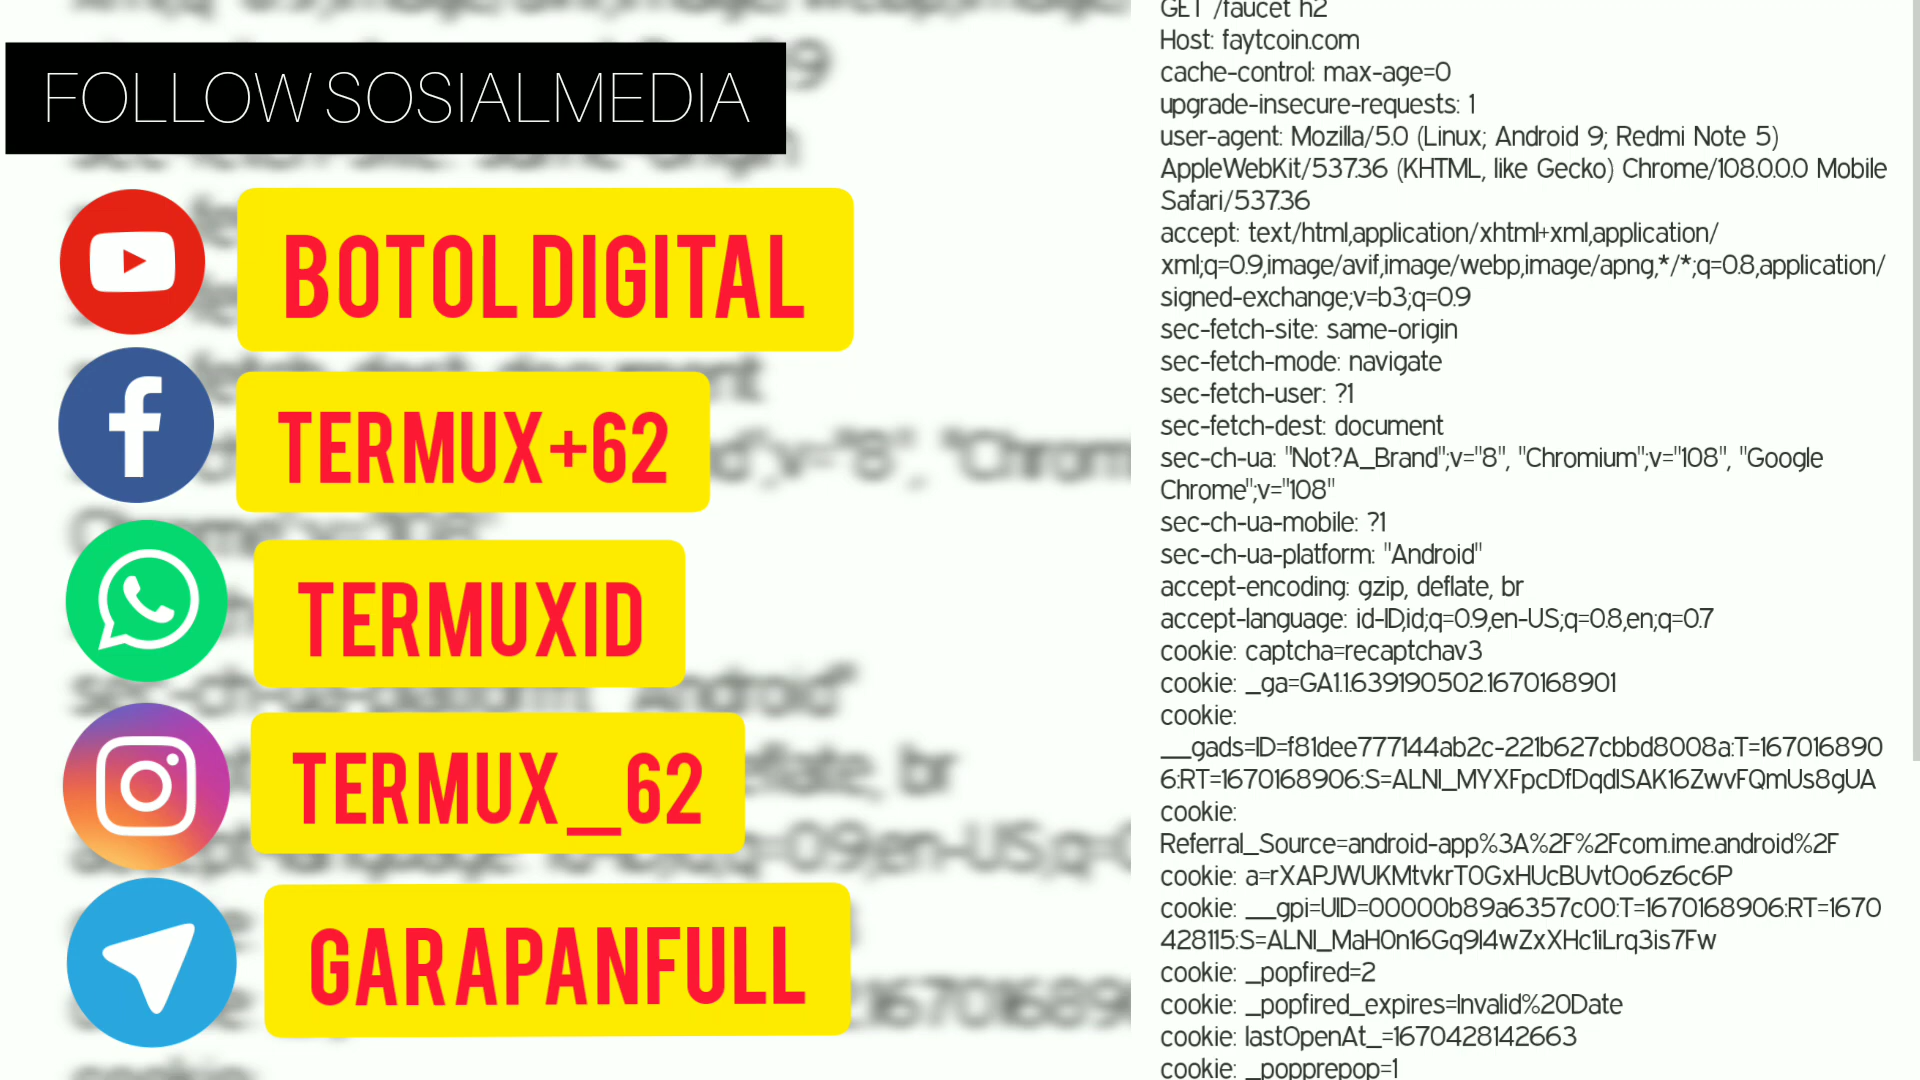 FOLLOW SOSIALMEDIA
BOTOL DIGITAL
TERMUX+62
TERMUXID
TERMUX_62
GARAPANFULL
GET /faucet h2
Host: faytcoin.com
cache-control: max-age=0
upgrade-insecure-requests: 1
user-agent: Mozilla/5.0 (Linux; Android 9; Redmi Note 5)
AppleWebKit/537.36 (KHTML, like Gecko) Chrome/108.0.0.0 Mobile
Safari/537.36
accept: text/html,application/xhtml+xml,application/
xml;q=0.9,image/avif,image/webp,image/apng,*/*;q=0.8,application/
signed-exchange;v=b3;q=0.9
sec-fetch-site: same-origin
sec-fetch-mode: navigate
sec-fetch-user: ?1
sec-fetch-dest: document
sec-ch-ua: "Not?A_Brand";v="8", "Chromium";v="108", "Google
Chrome";v="108"
sec-ch-ua-mobile: ?1
sec-ch-ua-platform: "Android"
accept-encoding: gzip, deflate, br
accept-language: id-ID,id;q=0.9,en-US;q=0.8,en;q=0.7
cookie: captcha=recaptchav3
cookie: _ga=GA1.1.639190502.1670168901
cookie:
__gads=ID=f81dee777144ab2c-221b627cbbd8008a:T=167016890
6:RT=1670168906:S=ALNI_MYXFpcDfDqdISAK16ZwvFQmUs8gUA
cookie:
Referral_Source=android-app%3A%2F%2Fcom.ime.android%2F
cookie: a=rXAPJWUKMtvkrT0GxHUcBUvtOo6z6c6P
cookie: __gpi=UID=00000b89a6357c00:T=1670168906:RT=1670
428115:S=ALNI_MaH0n16Gq9l4wZxXHc1iLrq3is7Fw
cookie: _popfired=2
cookie: _popfired_expires=Invalid%20Date
cookie: lastOpenAt_=1670428142663
cookie: _popprepop=1